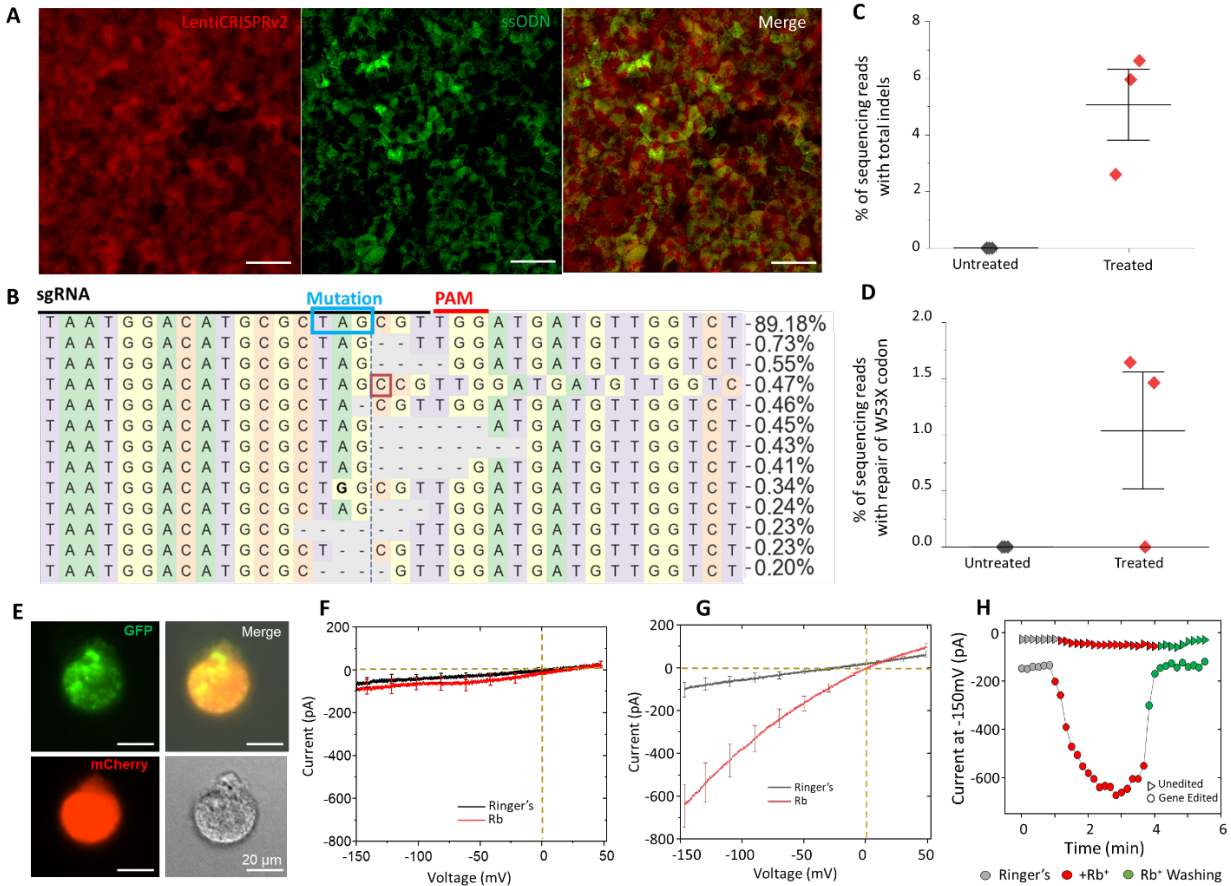 A
LentiCRISPRv2
ssODN
Merge
B
sgRNA
Mutation
PAM
T A A T G G A C A T G C G C T A G C G T T G G A T G A T G T T G G T C T -89.18%
T A A T G G A C A T G C G C T A G - - T T G G A T G A T G T T G G T C T -0.73%
T A A T G G A C A T G C G C T A G - - - - G G A T G A T G T T G G T C T -0.55%
T A A T G G A C A T G C G C T A G C C G T T G G A T G A T G T T G G T C -0.47%
T A A T G G A C A T G C G C T A - C G T T G G A T G A T G T T G G T C T -0.46%
T A A T G G A C A T G C G C T A G - - - - - - A T G A T G T T G G T C T -0.45%
T A A T G G A C A T G C G C T A G - - - - - - - - G A T G T T G G T C T -0.43%
T A A T G G A C A T G C G C T A G - - - - - G A T G A T G T T G G T C T -0.41%
T A A T G G A C A T G C G C T G G C G T T G G A T G A T G T T G G T C T -0.34%
T A A T G G A C A T G C G C T A G - - - T G G A T G A T G T T G G T C T -0.24%
T A A T G G A C A T G C G - - - - - - - T G G A T G A T G T T G G T C T -0.23%
T A A T G G A C A T G C G C T - - C G T T G G A T G A T G T T G G T C T -0.23%
T A A T G G A C A T G C G C - - - - G T T G G A T G A T G T T G G T C T -0.20%
C
% of sequencing reads
with total indels
8
6
4
2
0
Untreated
Treated
D
% of sequencing reads
with repair of W53X codon
2.0
1.5
1.0
0.5
0.0
Untreated
Treated
E
GFP
Merge
mCherry
20 µm
F
Current (pA)
200
0
-200
-400
-600
-800
Ringer's
Rb
-150
-100
-50
0
50
Voltage (mV)
G
Current (pA)
200
0
-200
-400
-600
-800
Ringer's
Rb
-150
-100
-50
0
50
Voltage (mV)
H
Current at -150mV (pA)
0
-200
-400
-600
Unedited
Gene Edited
0
2
4
6
Time (min)
Ringer's
+Rb⁺
Rb⁺ Washing